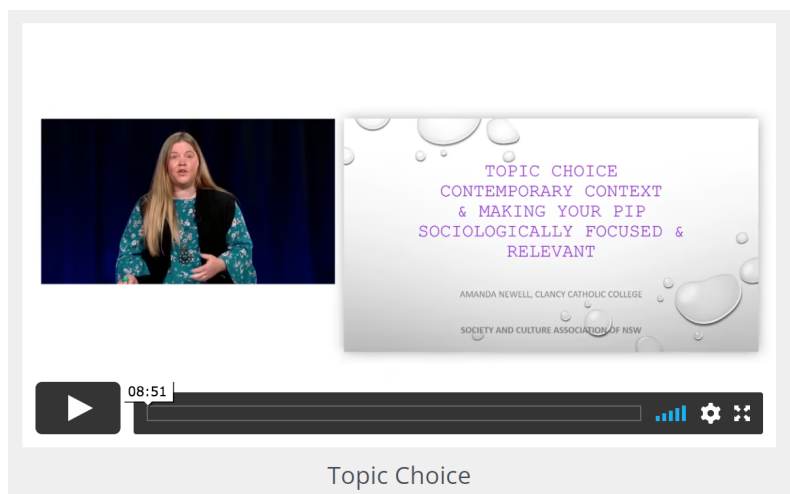 TOPIC CHOICE
CONTEMPORARY CONTEXT
& MAKING YOUR PIP
SOCIOLOGICALLY FOCUSED &
RELEVANT
AMANDA NEWELL, CLANCY CATHOLIC COLLEGE
SOCIETY AND CULTURE ASSOCIATION OF NSW
08:51
Topic Choice